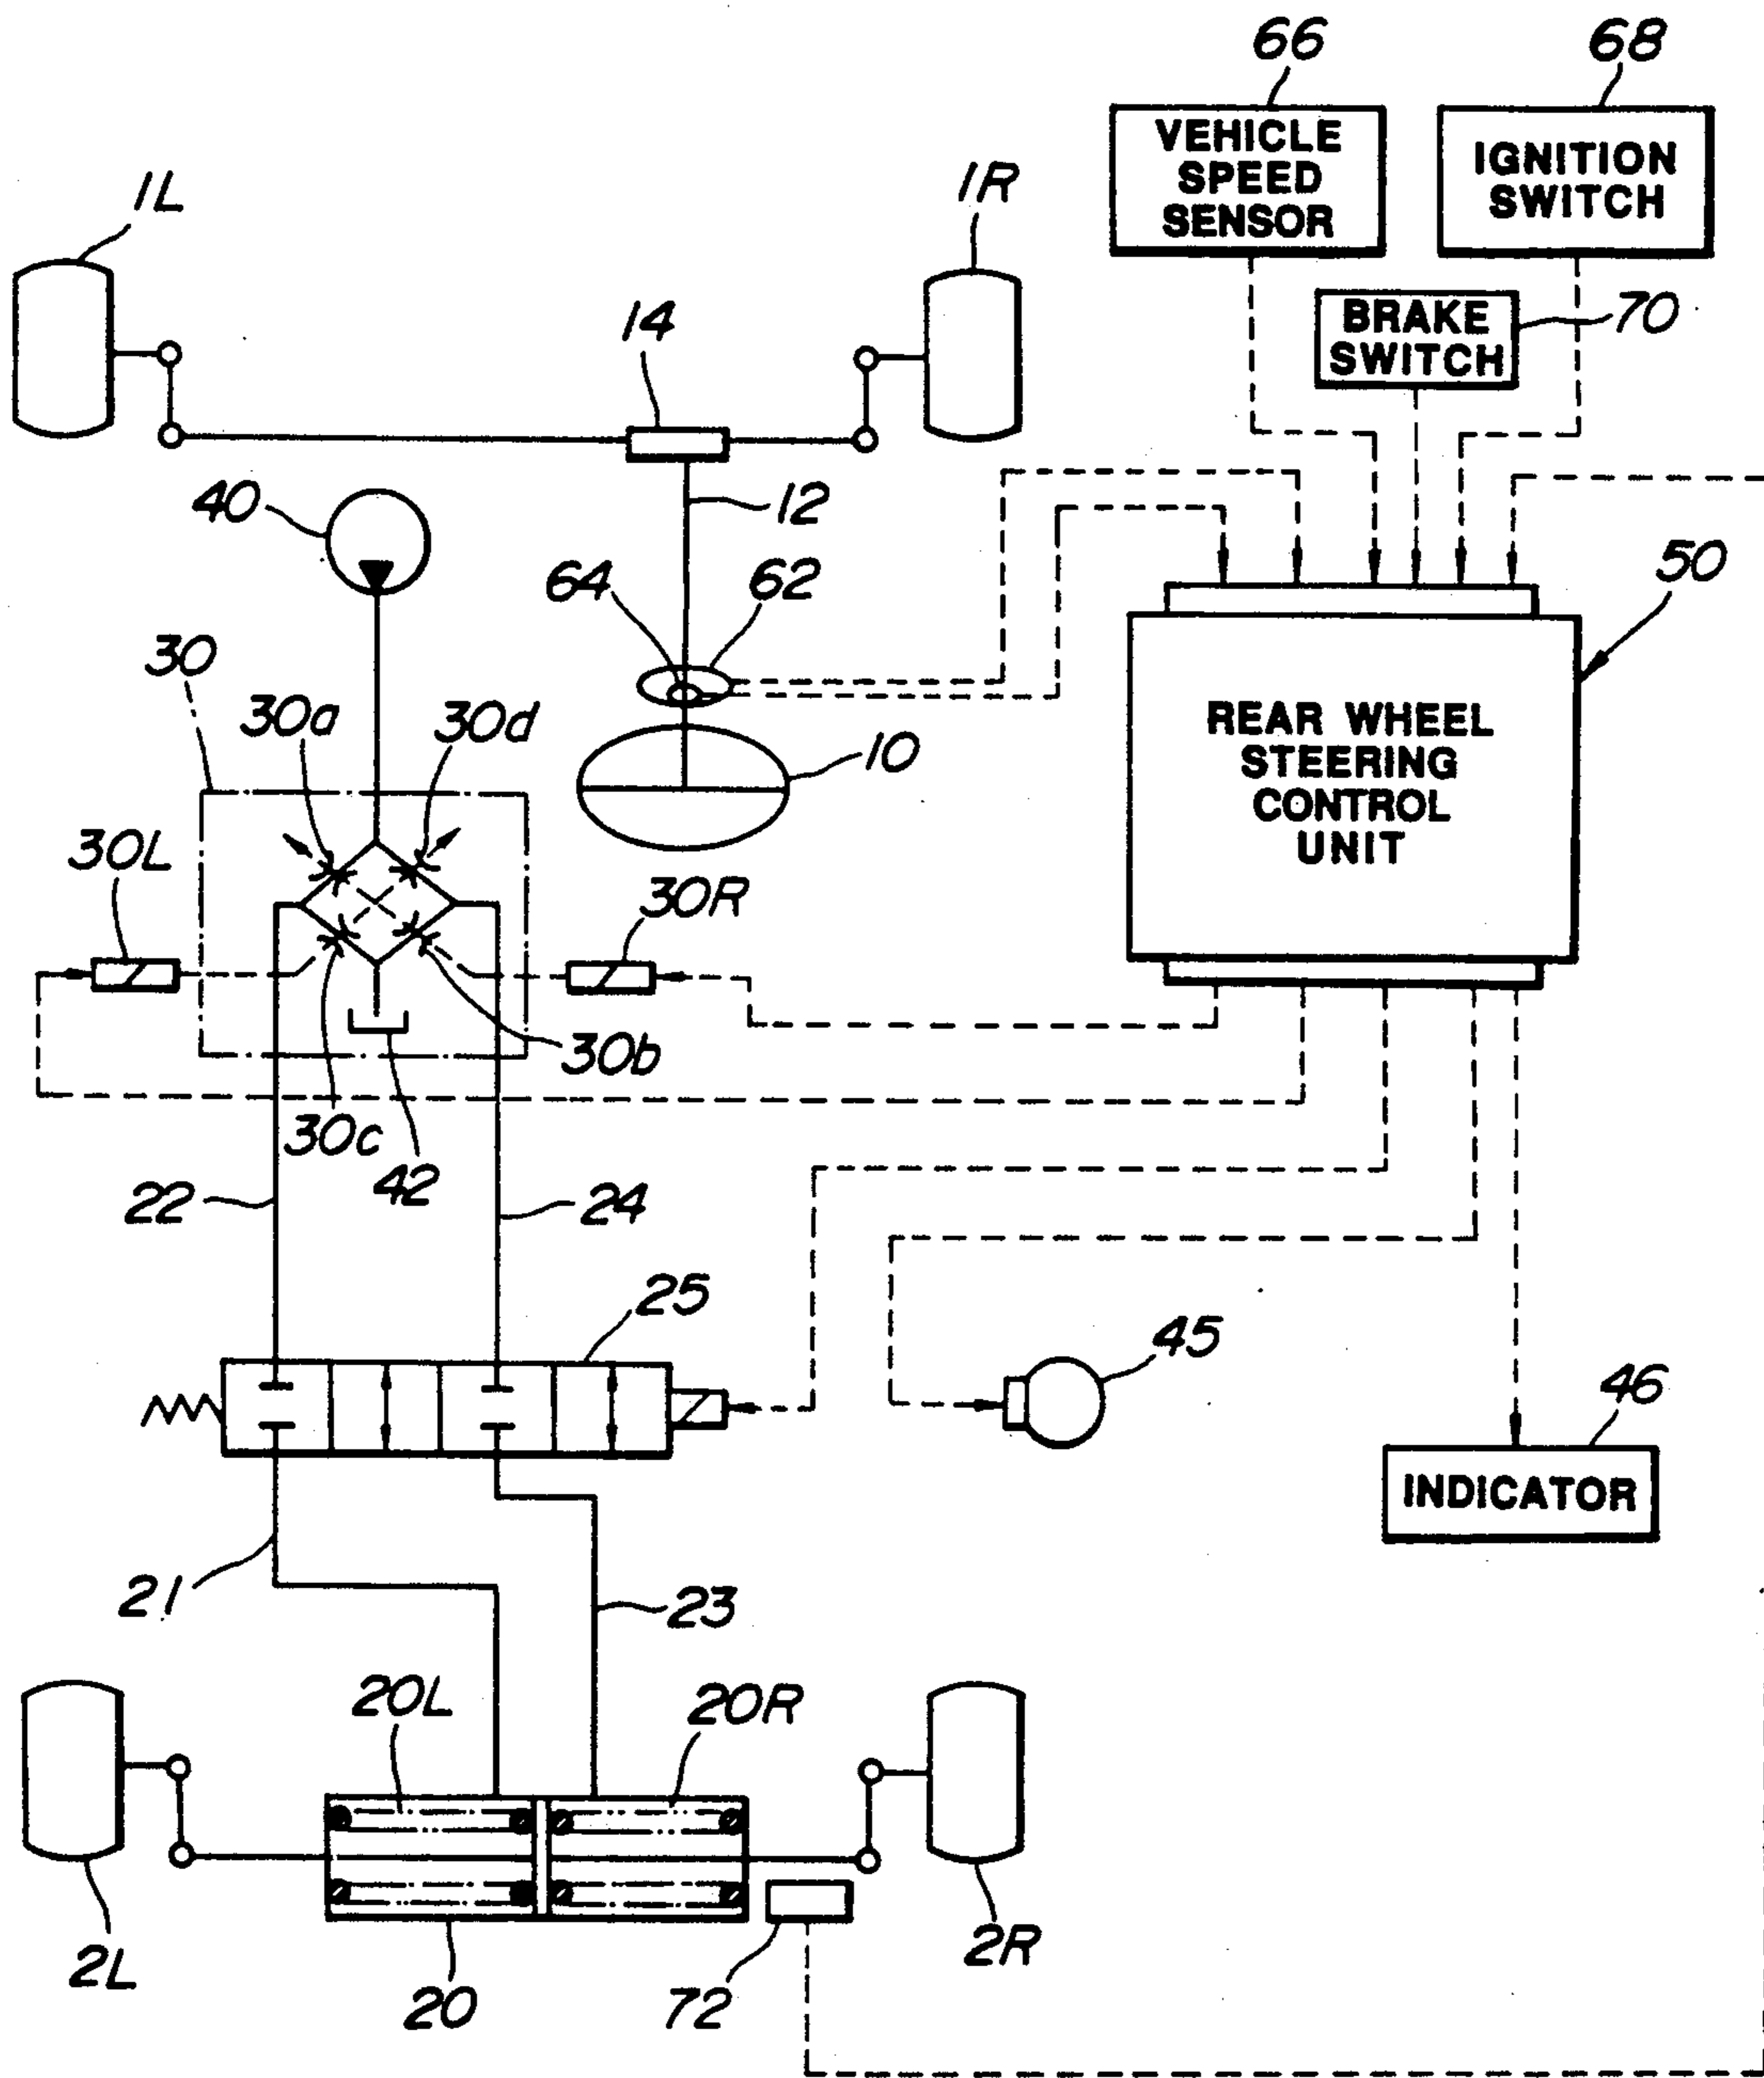 66
68
VEHICLE
SPEED
SENSOR
IGNITION
SWITCH
1L
1R
BRAKE
SWITCH
70
14
40
12
64
62
50
30
30a
30d
10
REAR WHEEL
STEERING
CONTROL
UNIT
30L
30R
30b
30c
42
22
24
25
45
46
INDICATOR
21
23
20L
20R
2L
20
72
2R